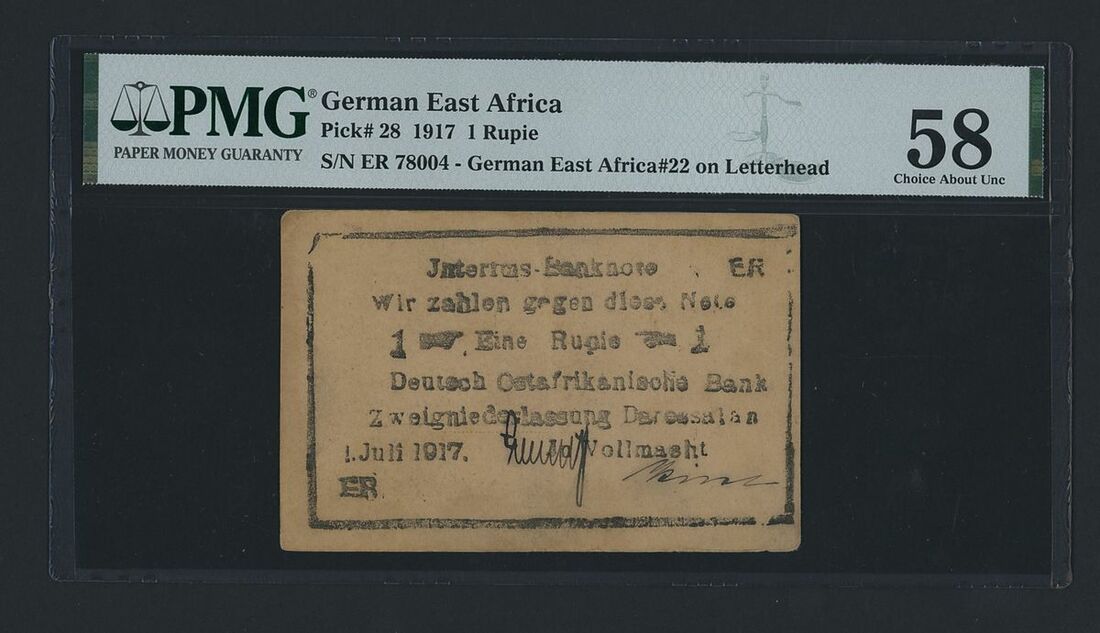 PMG®
PAPER MONEY GUARANTY
German East Africa
Pick# 28 1917 1 Rupie
S/N ER 78004 - German East Africa#22 on Letterhead
58
Choice About Unc
Jnterims-Banknote ER
Wir zahlen gegen diese Note
1 Eine Rupie 1
Deutsch Ostafrikanische Bank
Zweigniederlassung Daressalam
1. Juli 1917. Vollmacht
ER